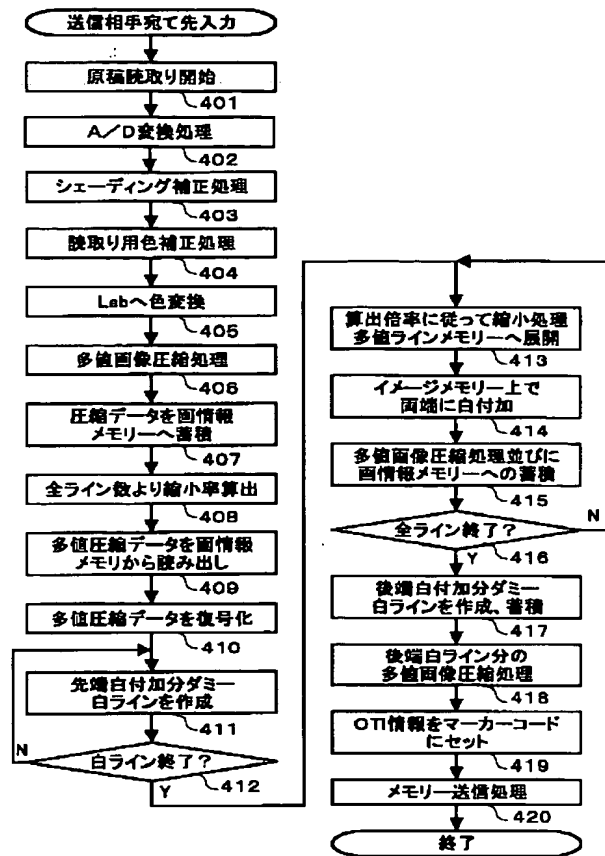 送信相手宛て先入力
原稿読取り開始
401
A／D変換処理
402
シェーディング補正処理
403
読取り用色補正処理
404
Labへ色変換
405
多値画像圧縮処理
406
圧縮データを画情報
メモリーへ蓄積
407
全ライン数より縮小率算出
408
多値圧縮データを画情報
メモリから読み出し
409
多値圧縮データを復号化
410
先端白付加分ダミー
白ラインを作成
411
N
白ライン終了？
412
Y
算出倍率に従って縮小処理
多値ラインメモリーへ展開
413
イメージメモリー上で
両端に白付加
414
多値画像圧縮処理並びに
画情報メモリーへの蓄積
415
N
全ライン終了？
416
Y
後端白付加分ダミー
白ラインを作成、蓄積
417
後端白ライン分の
多値画像圧縮処理
418
OTI情報をマーカーコード
にセット
419
メモリー送信処理
420
終了